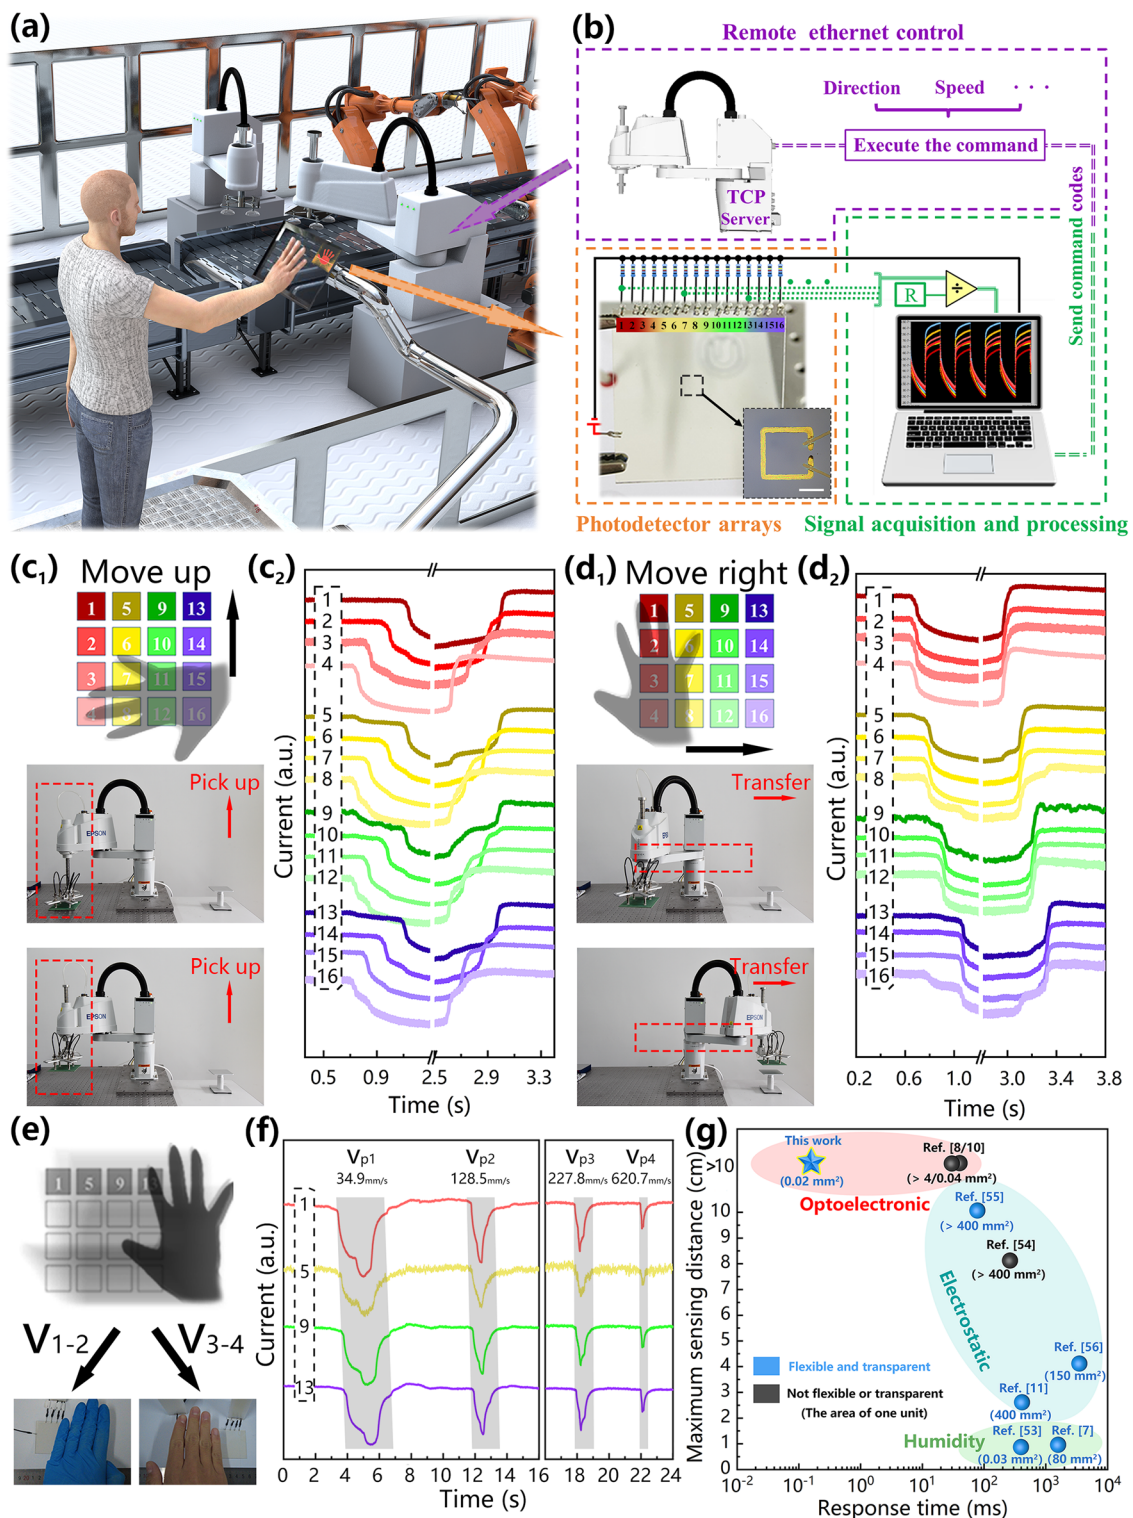 (a)
(b)
Remote ethernet control
Direction Speed · · ·
Execute the command
TCP
Server
Send command codes
R
÷
1 2 3 4 5 6 7 8 9 10 11 12 13 14 15 16
Photodetector arrays
Signal acquisition and processing
(c₁)
Move up
1 5 9 13
2 6 10 14
3 7 11 15
4 8 12 16
Pick up
EPSON
Pick up
EPSON
(c₂)
Current (a.u.)
1
2
3
4
5
6
7
8
9
10
11
12
13
14
15
16
0.5 0.9 2.5 2.9 3.4
Time (s)
(d₁)
Move right
1 5 9 13
2 6 10 14
3 7 11 15
4 8 12 16
Transfer
Transfer
EPSON
(d₂)
Current (a.u.)
1
2
3
4
5
6
7
8
9
10
11
12
13
14
15
16
0.2 0.6 1.0 3.0 3.4 3.8
Time (s)
(e)
1 5 9 13
V₁₋₂
V₃₋₄
(f)
Vp1 Vp2 Vp3 Vp4
34.9mm/s 128.5mm/s 227.8mm/s 620.7mm/s
Current (a.u.)
1
5
9
13
0 2 4 6 8 10 12 14 16 16 18 20 22 24
Time (s)
(g)
Maximum sensing distance (cm)
>10
10
9
8
7
6
5
4
3
2
2
1
0
This work
(0.02 mm²)
Ref. [8/10]
(> 4/0.04 mm²)
Optoelectronic
Ref. [55]
(> 400 mm²)
Ref. [54]
(> 400 mm²)
Electrostatic
Ref. [56]
(150 mm²)
Ref. [11]
(400 mm²)
Flexible and transparent
Not flexible or transparent
(The area of one unit)
Humidity
Ref. [53]
(0.03 mm²)
Ref. [7]
(80 mm²)
10⁻² 10⁻¹ 10⁰ 10¹ 10² 10³ 10⁴
Response time (ms)